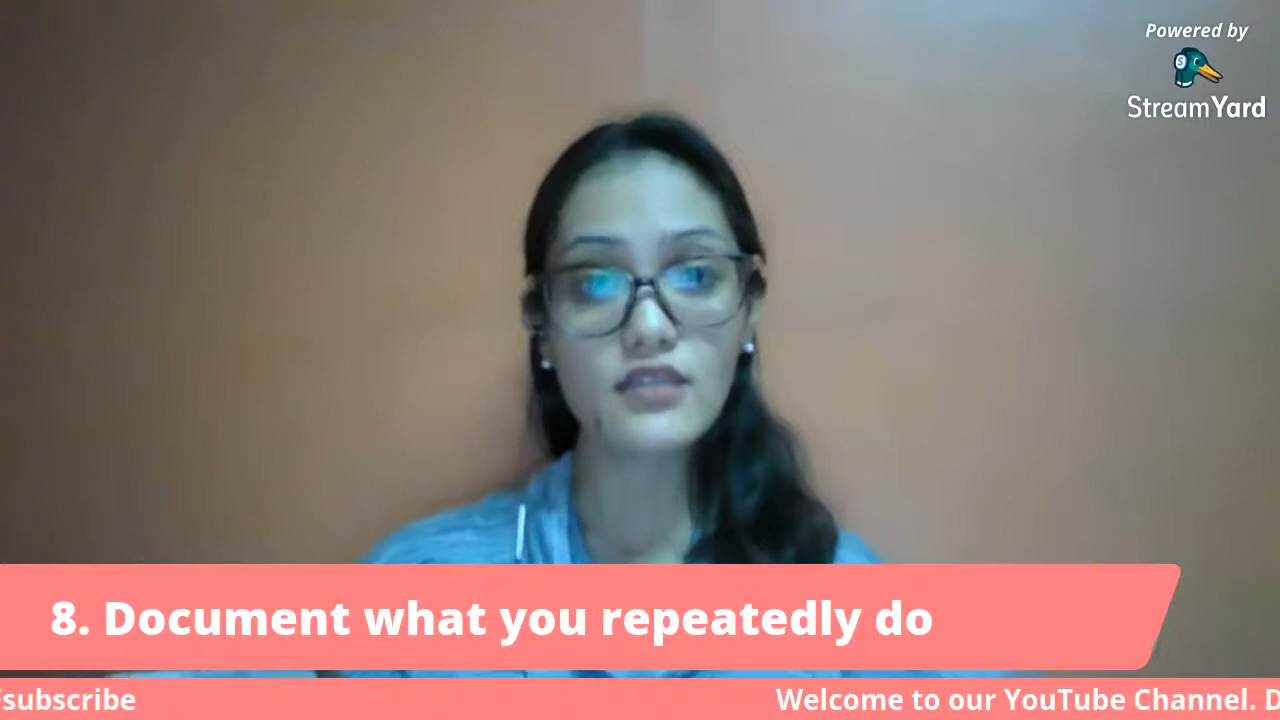 Powered by
StreamYard
8. Document what you repeatedly do
subscribe
Welcome to our YouTube Channel. D